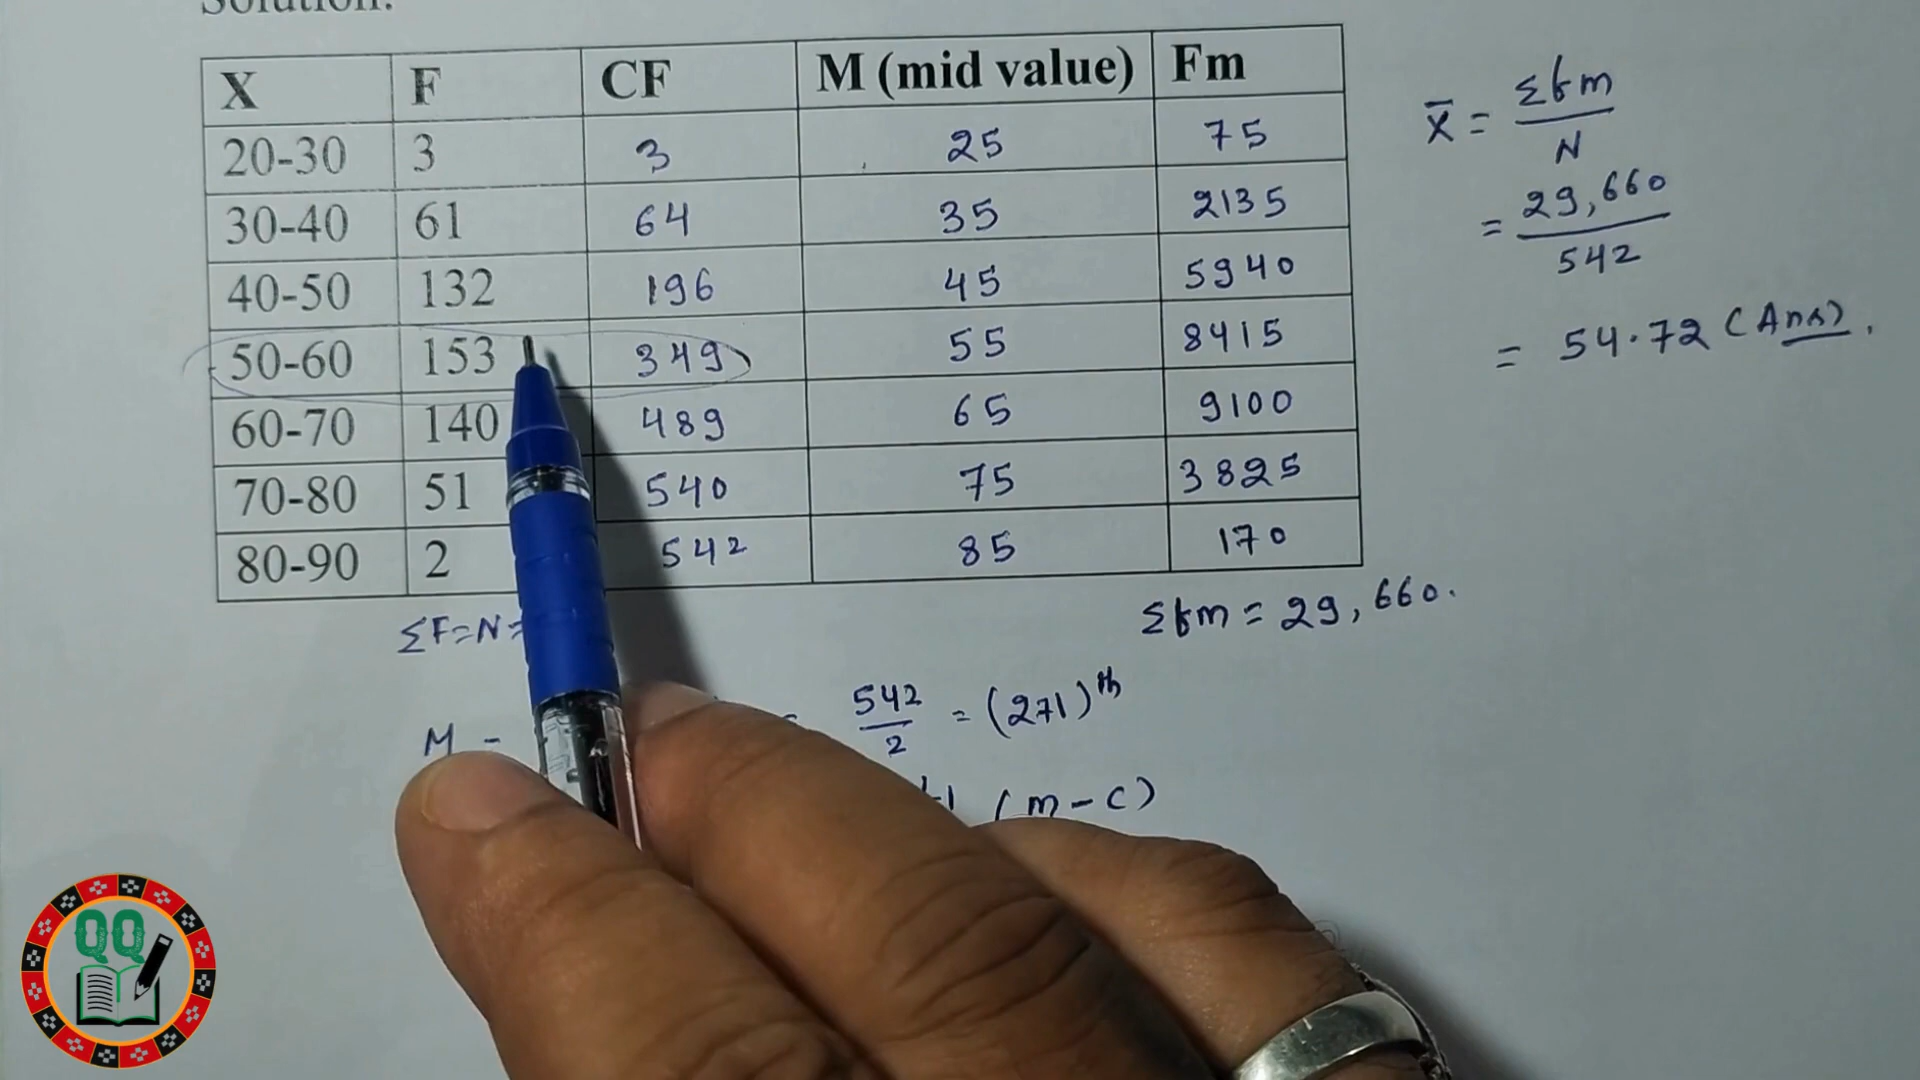 Solution:
X F CF M (mid value) Fm
20-30 3 3 25 75
30-40 61 64 35 2135
40-50 132 196 45 5940
50-60 153 349 55 8415
60-70 140 489 65 9100
70-80 51 540 75 3825
80-90 2 542 85 170
ΣF=N=
Σfm = 29,660.
M -
542/2 = (271)th
(m-c)
x̄ = Σfm/N
= 29,660/542
= 54.72 (Ans).
QQ